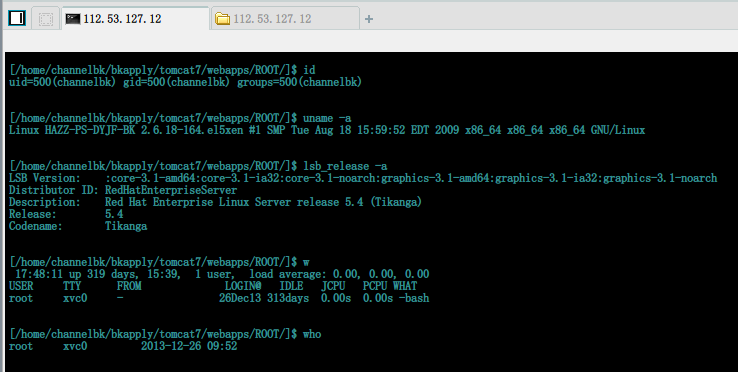 112.53.127.12
112.53.127.12
[/home/channelbk/bkapply/tomcat7/webapps/ROOT/]$ id
uid=500(channelbk) gid=500(channelbk) groups=500(channelbk)
[/home/channelbk/bkapply/tomcat7/webapps/ROOT/]$ uname -a
Linux HAZZ-PS-DYJF-BK 2.6.18-164.el5xen #1 SMP Tue Aug 18 15:59:52 EDT 2009 x86_64 x86_64 x86_64 GNU/Linux
[/home/channelbk/bkapply/tomcat7/webapps/ROOT/]$ lsb_release -a
LSB Version:    :core-3.1-amd64:core-3.1-ia32:core-3.1-noarch:graphics-3.1-amd64:graphics-3.1-ia32:graphics-3.1-noarch
Distributor ID: RedHatEnterpriseServer
Description:    Red Hat Enterprise Linux Server release 5.4 (Tikanga)
Release:        5.4
Codename:       Tikanga
[/home/channelbk/bkapply/tomcat7/webapps/ROOT/]$ w
17:48:11 up 319 days, 15:39,  1 user,  load average: 0.00, 0.00, 0.00
USER     TTY      FROM              LOGIN@   IDLE   JCPU   PCPU WHAT
root     xvc0     -                26Dec13 313days  0.00s  0.00s -bash
[/home/channelbk/bkapply/tomcat7/webapps/ROOT/]$ who
root     xvc0         2013-12-26 09:52